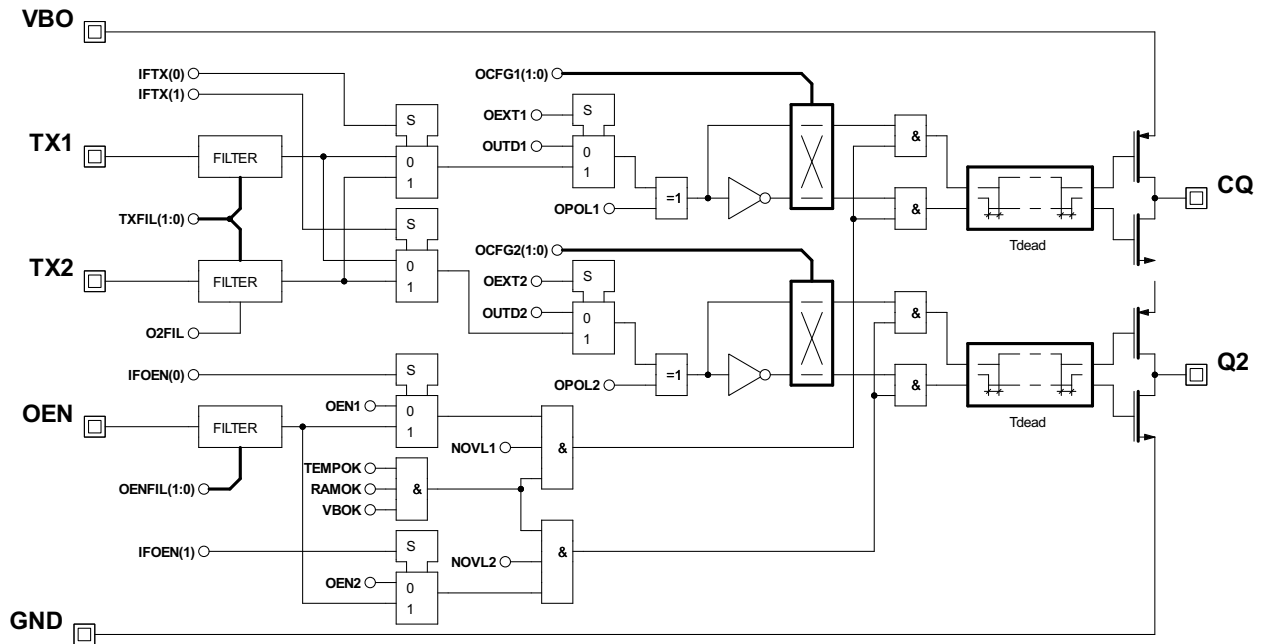 VBO
IFTX(0)
IFTX(1)
OCFG1(1:0)
S
OEXT1
S
TX1
FILTER
0
1
OUTD1
0
1
&
=1
OPOL1
&
CQ
TXFIL(1:0)
Tdead
TX2
FILTER
S
0
1
OCFG2(1:0)
OEXT2
S
OUTD2
0
1
&
O2FIL
=1
OPOL2
&
Q2
Tdead
IFOEN(0)
S
OEN
FILTER
OEN1
0
1
NOVL1
&
TEMPOK
RAMOK
VBOK
&
OENFIL(1:0)
IFOEN(1)
S
NOVL2
&
OEN2
0
1
GND